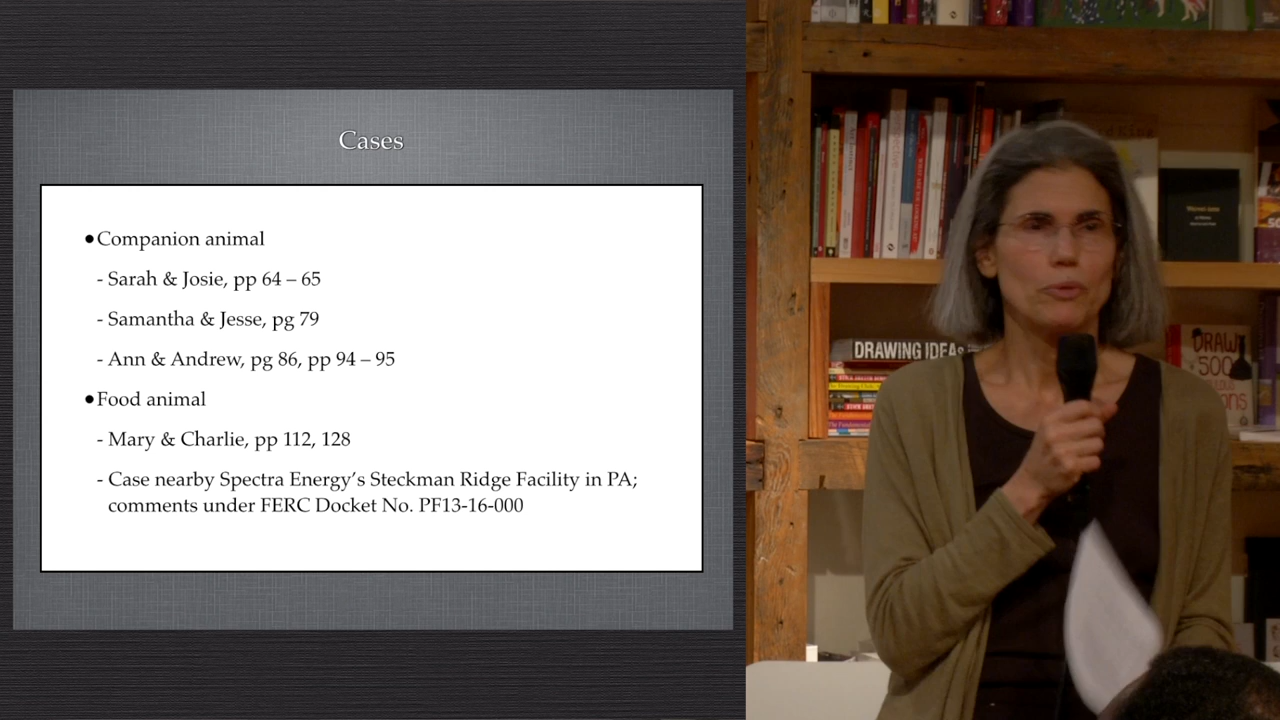 Cases
●Companion animal
- Sarah & Josie, pp 64 – 65
- Samantha & Jesse, pg 79
- Ann & Andrew, pg 86, pp 94 – 95
●Food animal
- Mary & Charlie, pp 112, 128
- Case nearby Spectra Energy’s Steckman Ridge Facility in PA;
comments under FERC Docket No. PF13-16-000
DRAWING IDEAS
DRAW
500